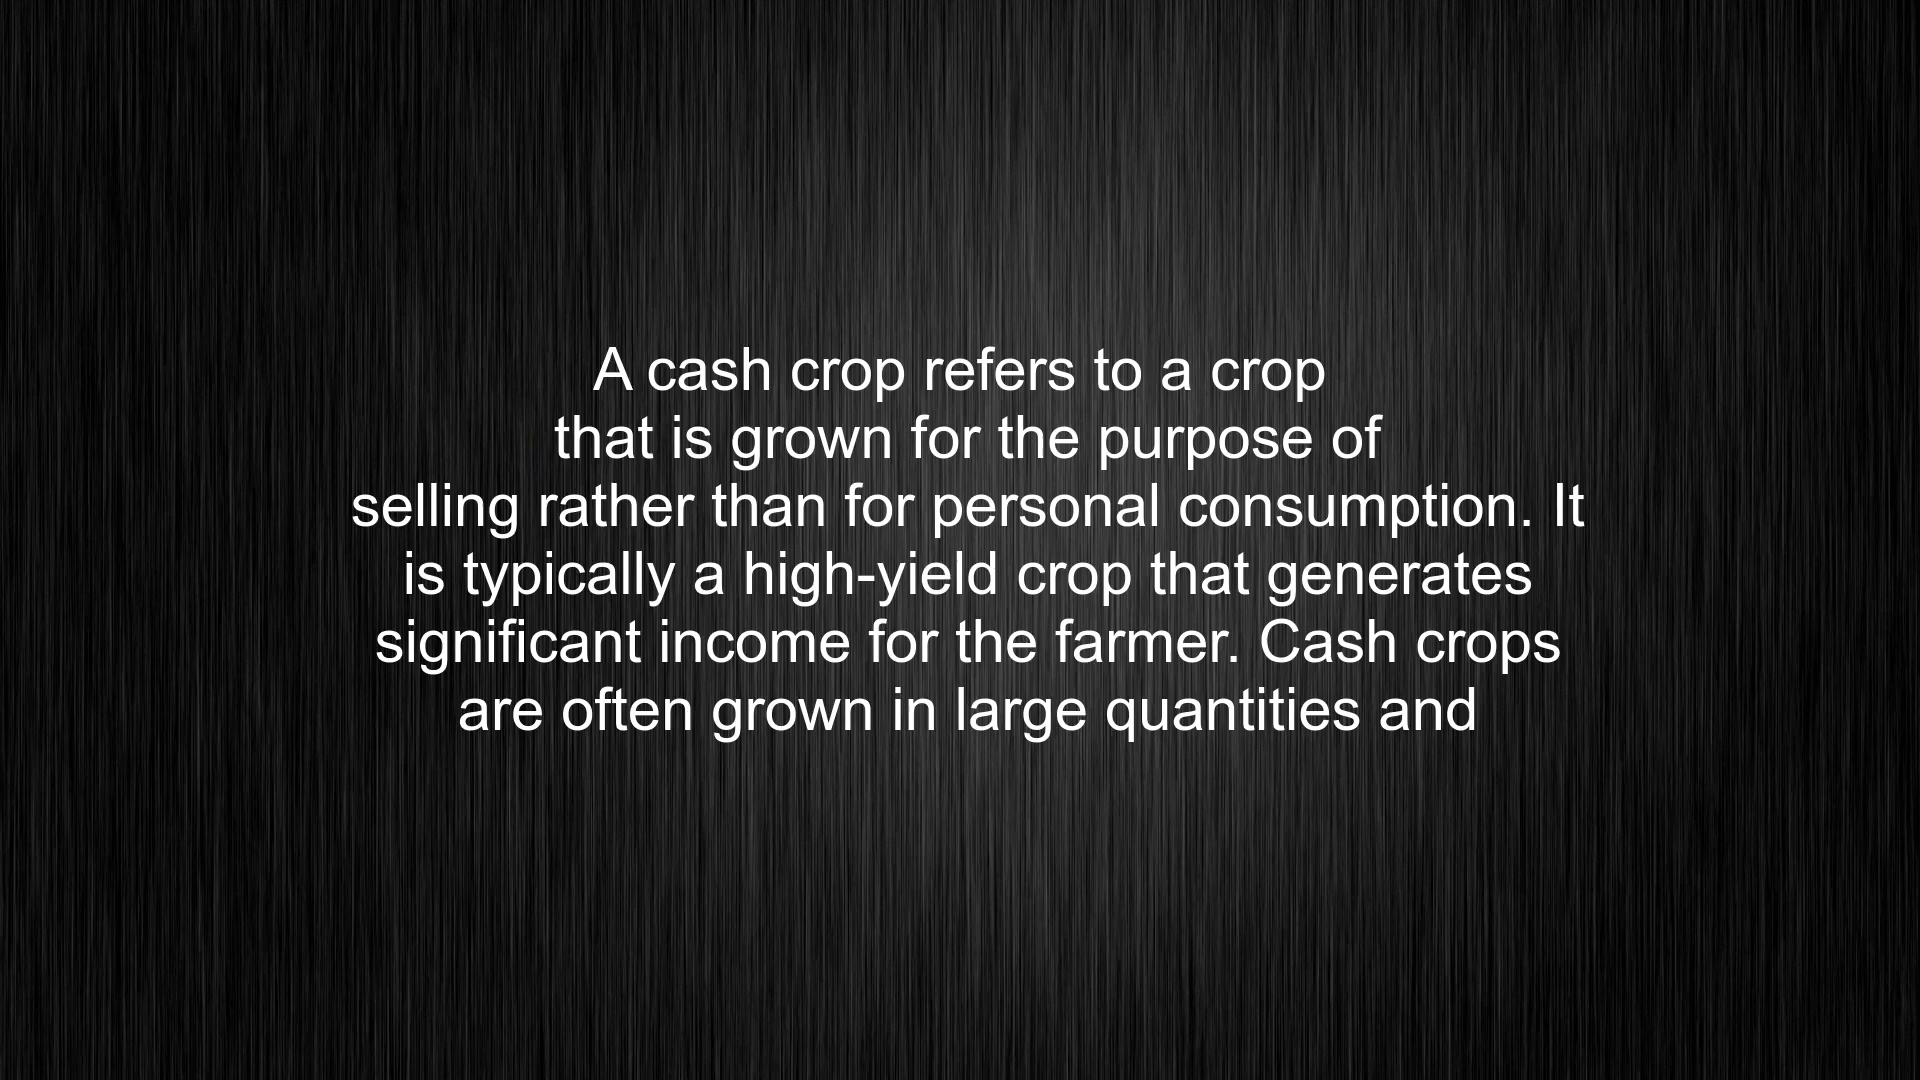 A cash crop refers to a crop
that is grown for the purpose of
selling rather than for personal consumption. It
is typically a high-yield crop that generates
significant income for the farmer. Cash crops
are often grown in large quantities and